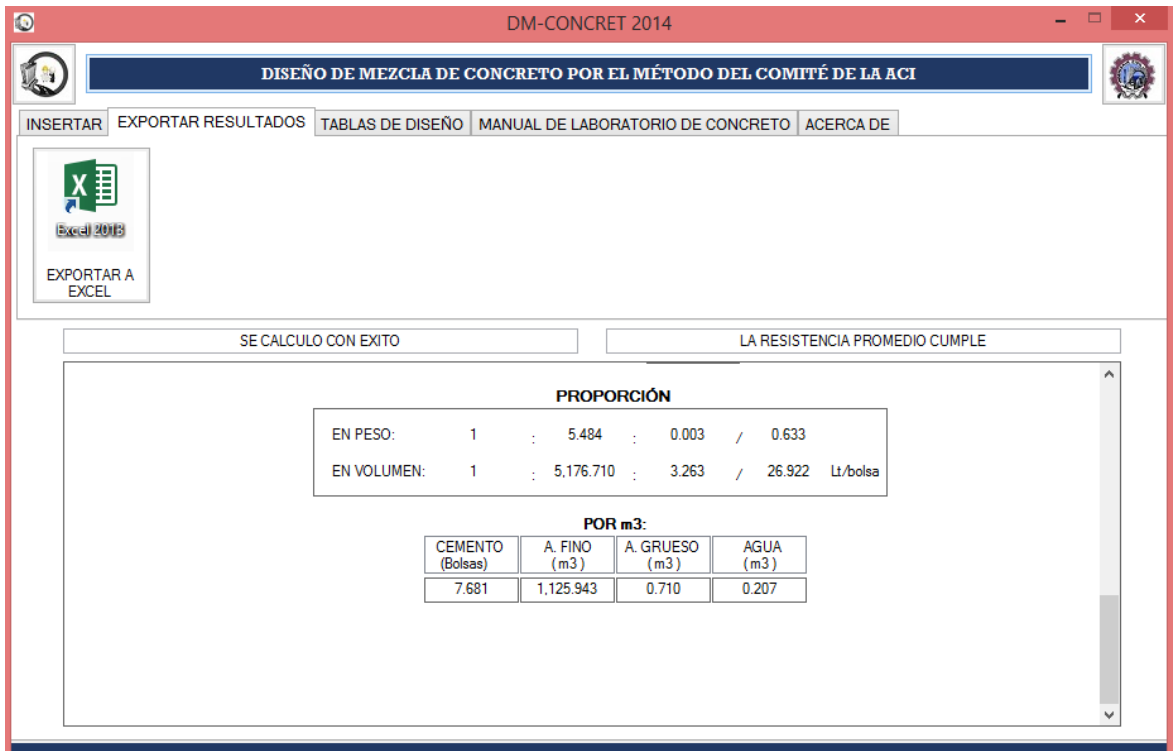 DM-CONCRET 2014
DISEÑO DE MEZCLA DE CONCRETO POR EL MÉTODO DEL COMITÉ DE LA ACI
INSERTAR EXPORTAR RESULTADOS TABLAS DE DISEÑO MANUAL DE LABORATORIO DE CONCRETO ACERCA DE
Excel 2013
EXPORTAR A
EXCEL
SE CALCULO CON EXITO LA RESISTENCIA PROMEDIO CUMPLE
PROPORCIÓN
EN PESO: 1 : 5.484 : 0.003 / 0.633
EN VOLUMEN: 1 : 5,176.710 : 3.263 / 26.922 Lt/bolsa
POR m3:
CEMENTO A. FINO A. GRUESO AGUA
(Bolsas) (m3) (m3) (m3)
7.681 1,125.943 0.710 0.207